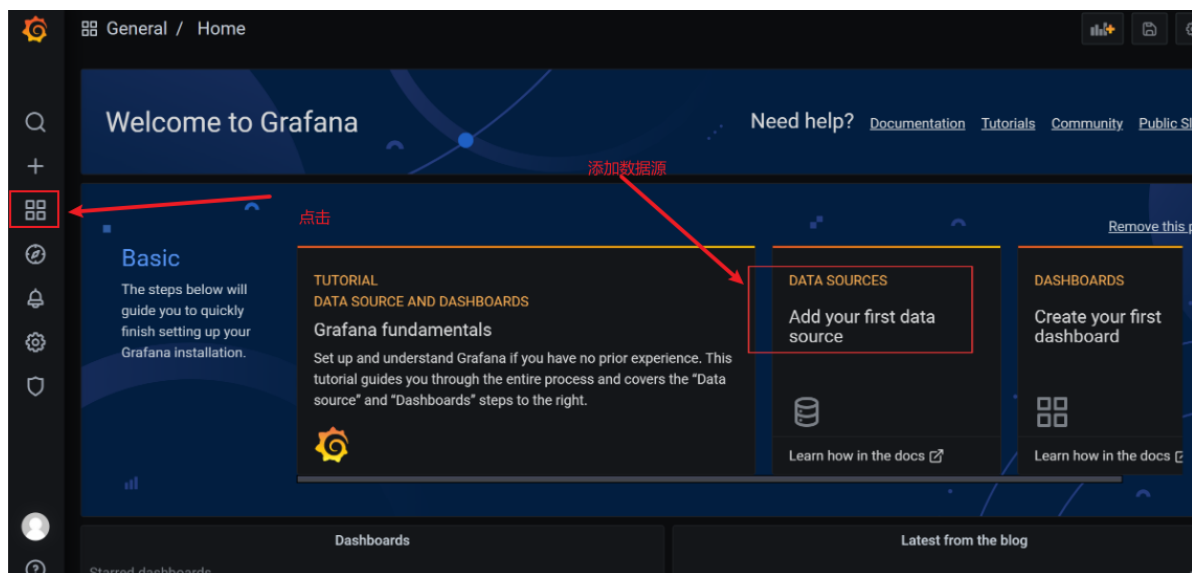 General / Home
Welcome to Grafana
Need help? Documentation Tutorials Community Public Sl
添加数据源
点击
Remove this p
Basic
The steps below will
guide you to quickly
finish setting up your
Grafana installation.
TUTORIAL
DATA SOURCE AND DASHBOARDS
Grafana fundamentals
Set up and understand Grafana if you have no prior experience. This
tutorial guides you through the entire process and covers the “Data
source” and “Dashboards” steps to the right.
DATA SOURCES
Add your first data
source
Learn how in the docs
DASHBOARDS
Create your first
dashboard
Learn how in the docs
Dashboards
Starred dashboards
Latest from the blog